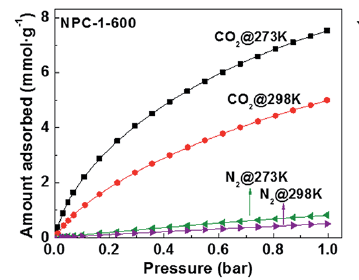 NPC-1-600
CO₂@273K
CO₂@298K
N₂@273K
N₂@298K
Amount adsorbed (mmol·g⁻¹)
8
6
4
2
0
0.0 0.2 0.4 0.6 0.8 1.0
Pressure (bar)